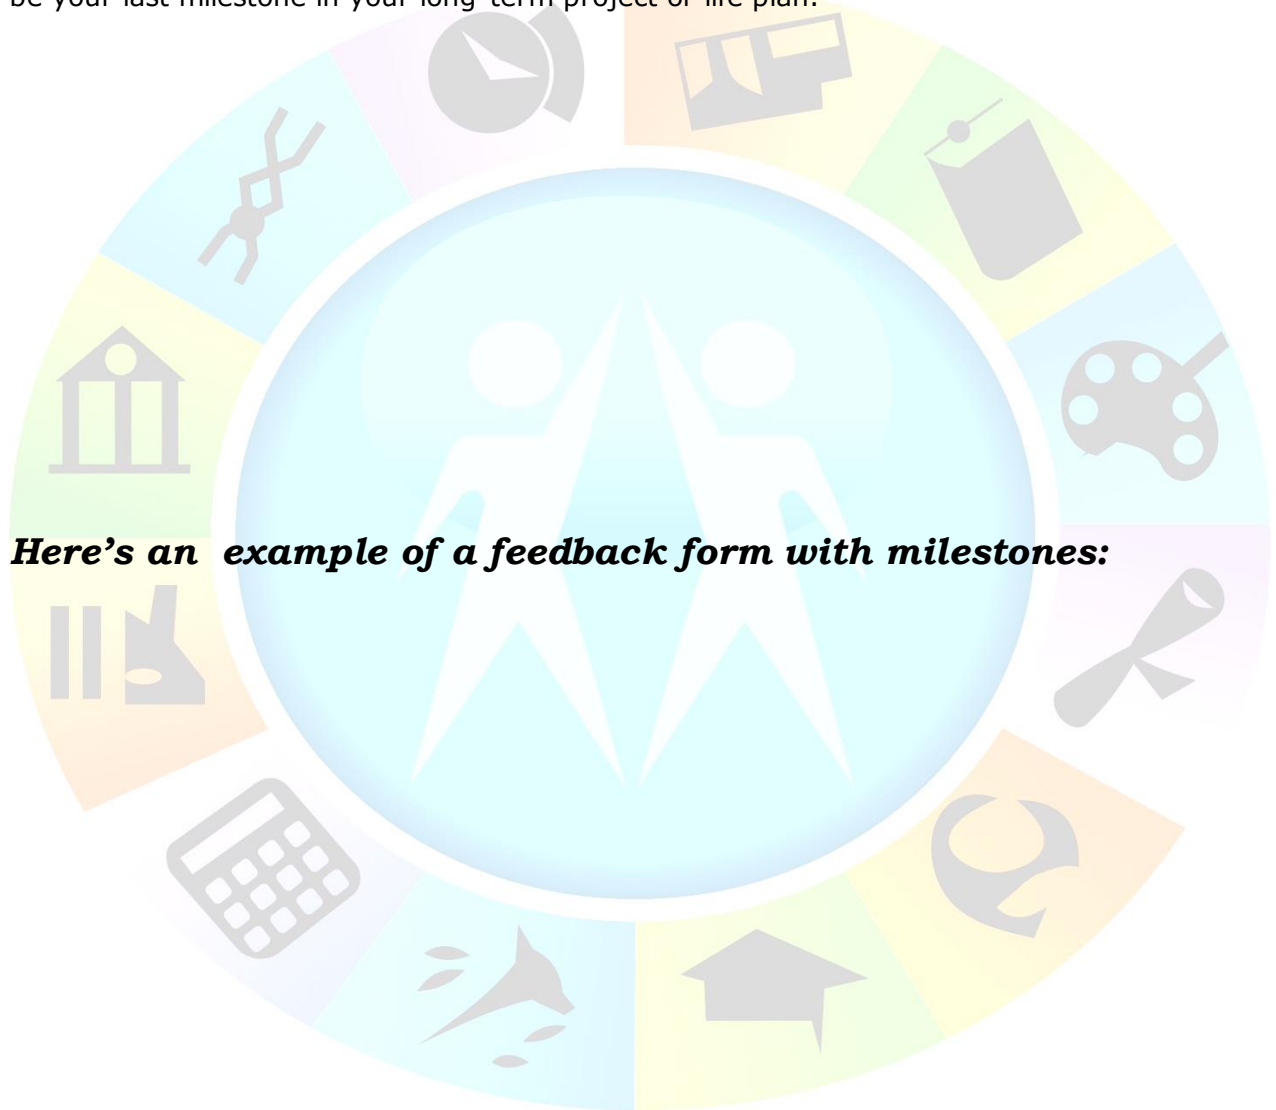 be your last milestone in your long-term project or life plan.
Here’s an  example of a feedback form with milestones: